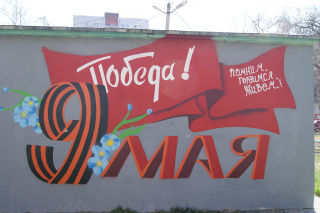 Победа!
Помним,
гордимся,
живем!
9 МАЯ